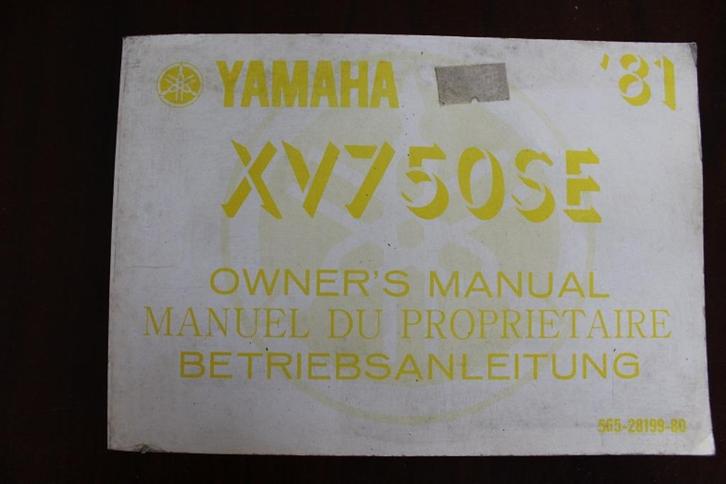 YAMAHA '81
XV750SE
OWNER'S MANUAL
MANUEL DU PROPRIETAIRE
BETRIEBSANLEITUNG
5G5-28199-80